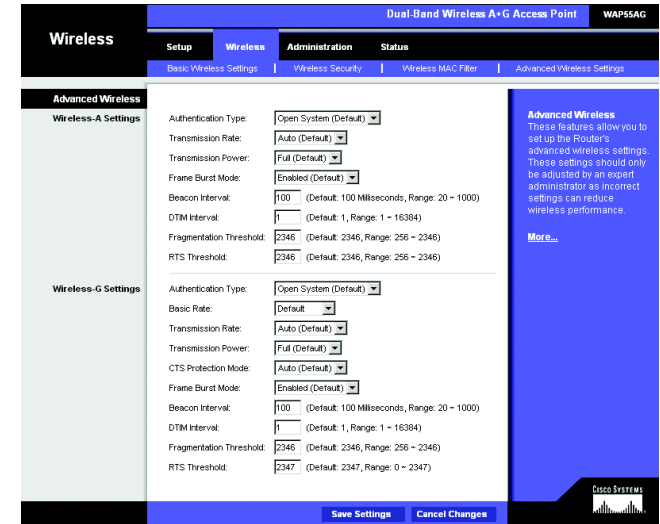 Dual-Band Wireless A+G Access Point WAP55AG
Wireless
Setup Wireless Administration Status
Basic Wireless Settings | Wireless Security | Wireless MAC Filter | Advanced Wireless Settings
Advanced Wireless
Wireless-A Settings
Authentication Type: Open System (Default)
Transmission Rate: Auto (Default)
Transmission Power: Full (Default)
Frame Burst Mode: Enabled (Default)
Beacon Interval: 100 (Default: 100 Milliseconds, Range: 20 ~ 1000)
DTIM Interval: 1 (Default: 1, Range: 1 ~ 16384)
Fragmentation Threshold: 2346 (Default: 2346, Range: 256 ~ 2346)
RTS Threshold: 2346 (Default: 2346, Range: 256 ~ 2346)
Wireless-G Settings
Authentication Type: Open System (Default)
Basic Rate: Default
Transmission Rate: Auto (Default)
Transmission Power: Full (Default)
CTS Protection Mode: Auto (Default)
Frame Burst Mode: Enabled (Default)
Beacon Interval: 100 (Default: 100 Milliseconds, Range: 20 ~ 1000)
DTIM Interval: 1 (Default: 1, Range: 1 ~ 16384)
Fragmentation Threshold: 2346 (Default: 2346, Range: 256 ~ 2346)
RTS Threshold: 2347 (Default: 2347, Range: 0 ~ 2347)
Advanced Wireless
These features allow you to
set up the Router's
advanced wireless settings.
These settings should only
be adjusted by an expert
administrator as incorrect
settings can reduce
wireless performance.
More...
Save Settings Cancel Changes
CISCO SYSTEMS